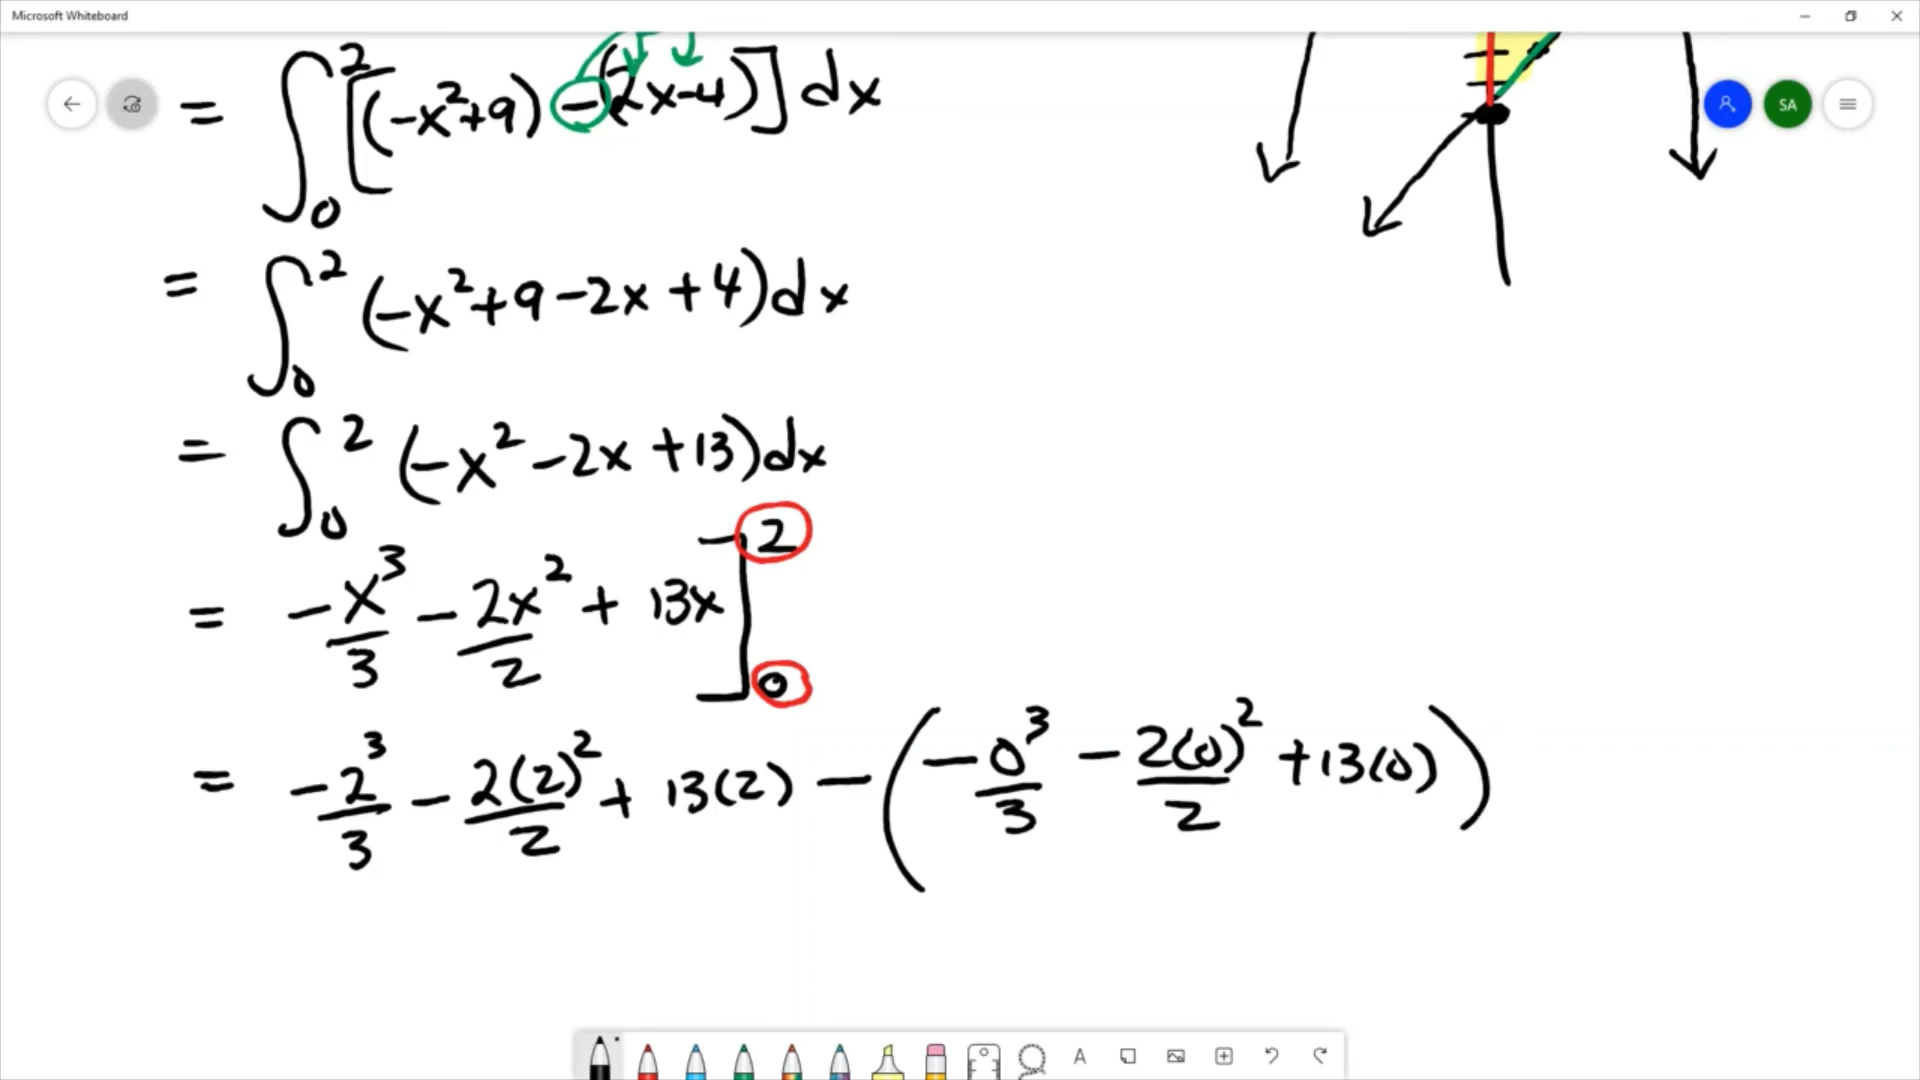 Microsoft Whiteboard
= ∫₀² [(-x²+9) - (2x-4)] dx
SA
= ∫₀² (-x²+9-2x+4)dx
= ∫₀² (-x²-2x+13)dx
= -x³/3 - 2x²/2 + 13x ]₀²
= -2³/3 - 2(2)²/2 + 13(2) - (-0³/3 - 2(0)²/2 + 13(0))
A